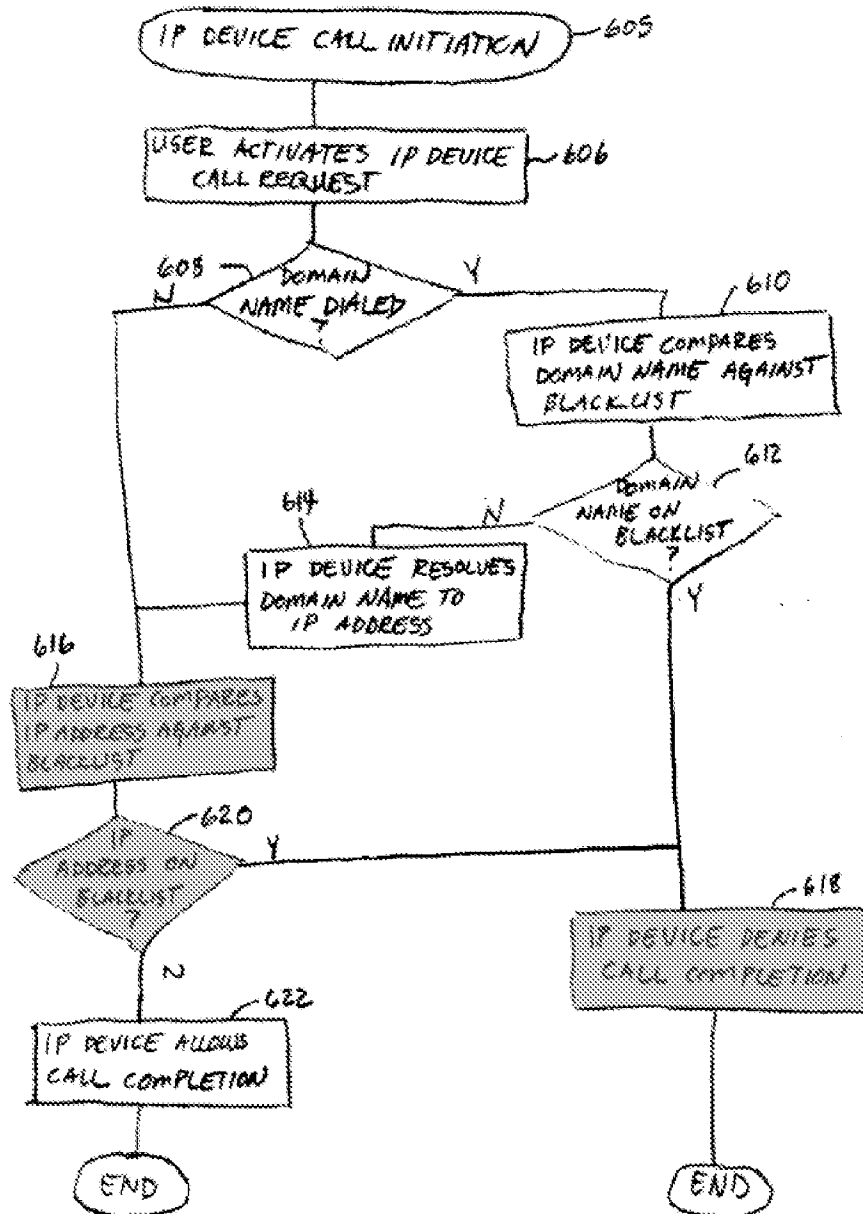 IP DEVICE CALL INITIATION
605
USER ACTIVATES IP DEVICE
CALL REQUEST
606
608
DOMAIN
NAME DIALED
?
Y
N
610
IP DEVICE COMPARES
DOMAIN NAME AGAINST
BLACKLIST
612
DOMAIN
NAME ON
BLACKLIST
?
N
Y
614
IP DEVICE RESOLVES
DOMAIN NAME TO
IP ADDRESS
616
IP DEVICE COMPARES
IP ADDRESS AGAINST
BLACKLIST
620
IP
ADDRESS ON
BLACKLIST
?
Y
N
618
IP DEVICE DENIES
CALL COMPLETION
622
IP DEVICE ALLOWS
CALL COMPLETION
END
END